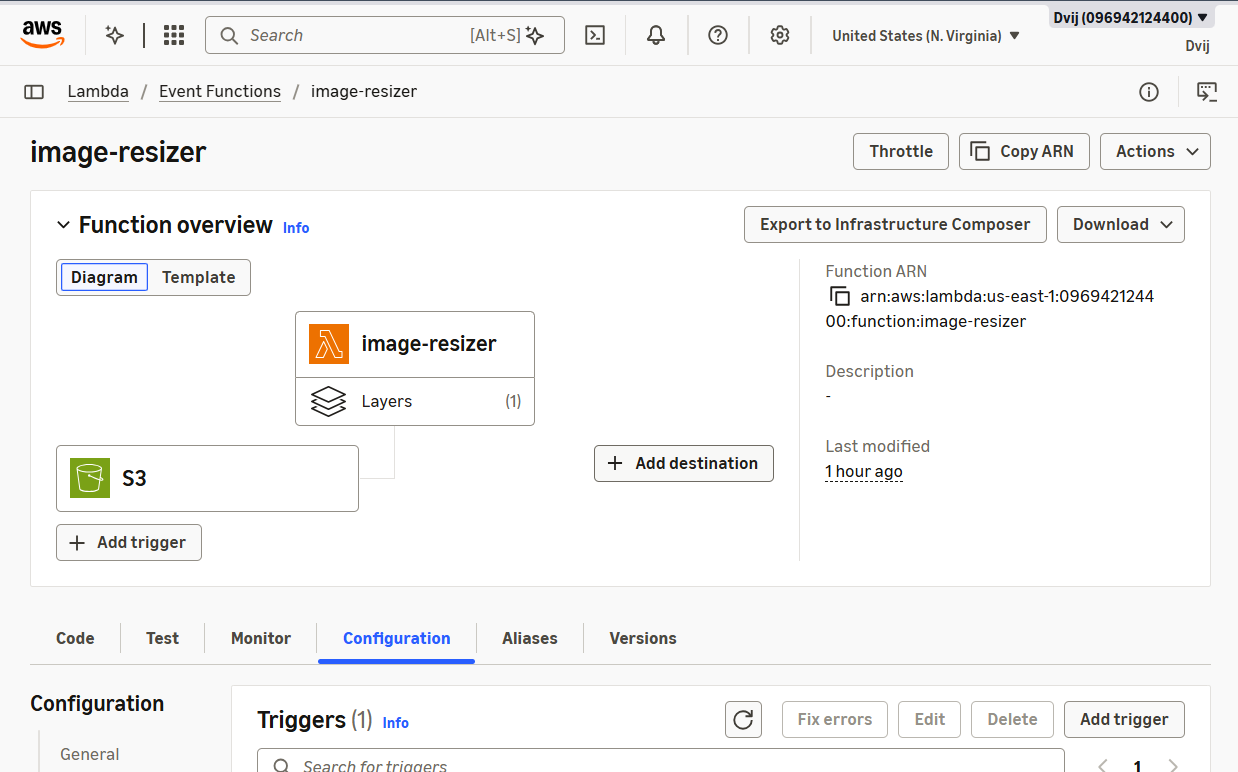 aws
Search [Alt+S]
United States (N. Virginia)
Dvij (096942124400)
Dvij
Lambda / Event Functions / image-resizer
image-resizer
Throttle
Copy ARN
Actions
Function overview Info
Export to Infrastructure Composer
Download
Diagram
Template
image-resizer
Layers (1)
S3
Add destination
Add trigger
Function ARN
arn:aws:lambda:us-east-1:0969421244
00:function:image-resizer
Description
-
Last modified
1 hour ago
Code
Test
Monitor
Configuration
Aliases
Versions
Configuration
General
Triggers (1) Info
Fix errors
Edit
Delete
Add trigger
Search for triggers
1